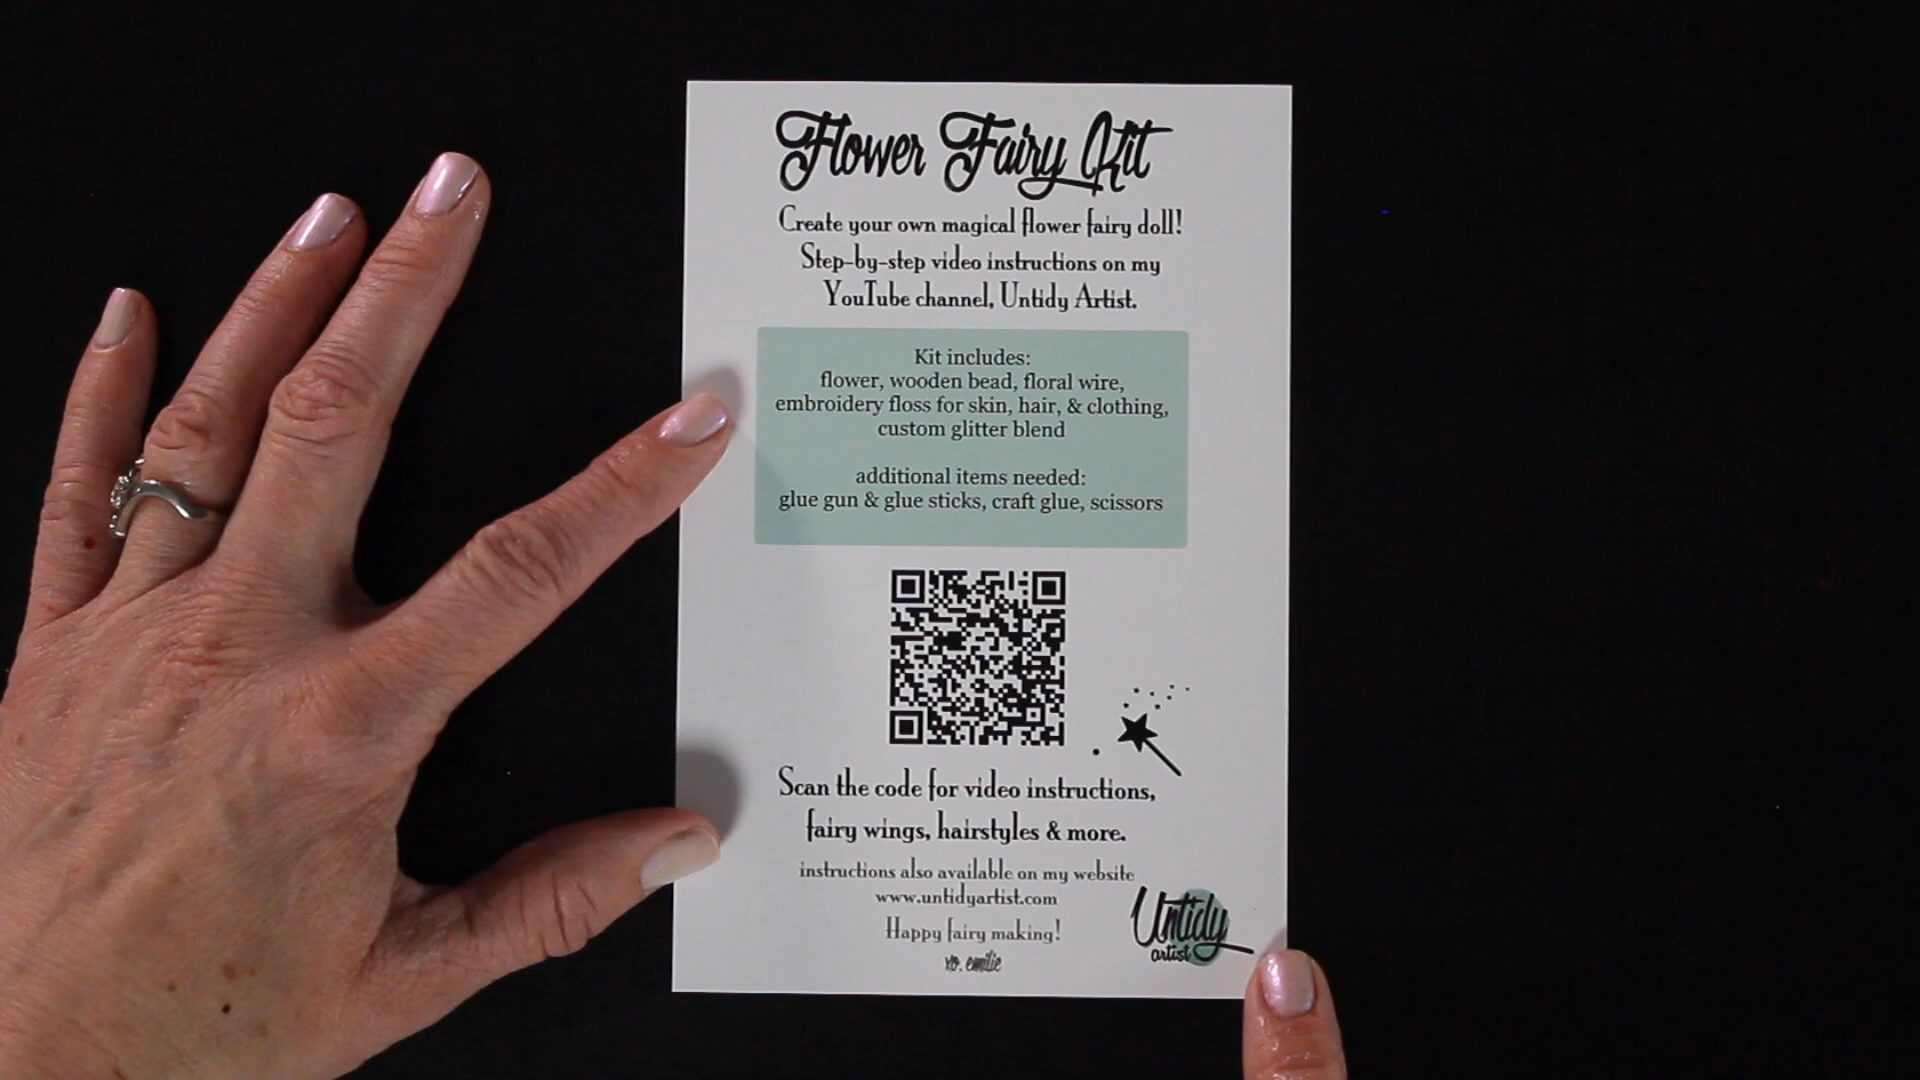 Flower Fairy Kit
Create your own magical flower fairy doll!
Step-by-step video instructions on my
YouTube channel, Untidy Artist.
Kit includes:
flower, wooden bead, floral wire,
embroidery floss for skin, hair, & clothing,
custom glitter blend
additional items needed:
glue gun & glue sticks, craft glue, scissors
Scan the code for video instructions,
fairy wings, hairstyles & more.
instructions also available on my website
www.untidyartist.com
Happy fairy making!
xo. emilie
Untidy
artist